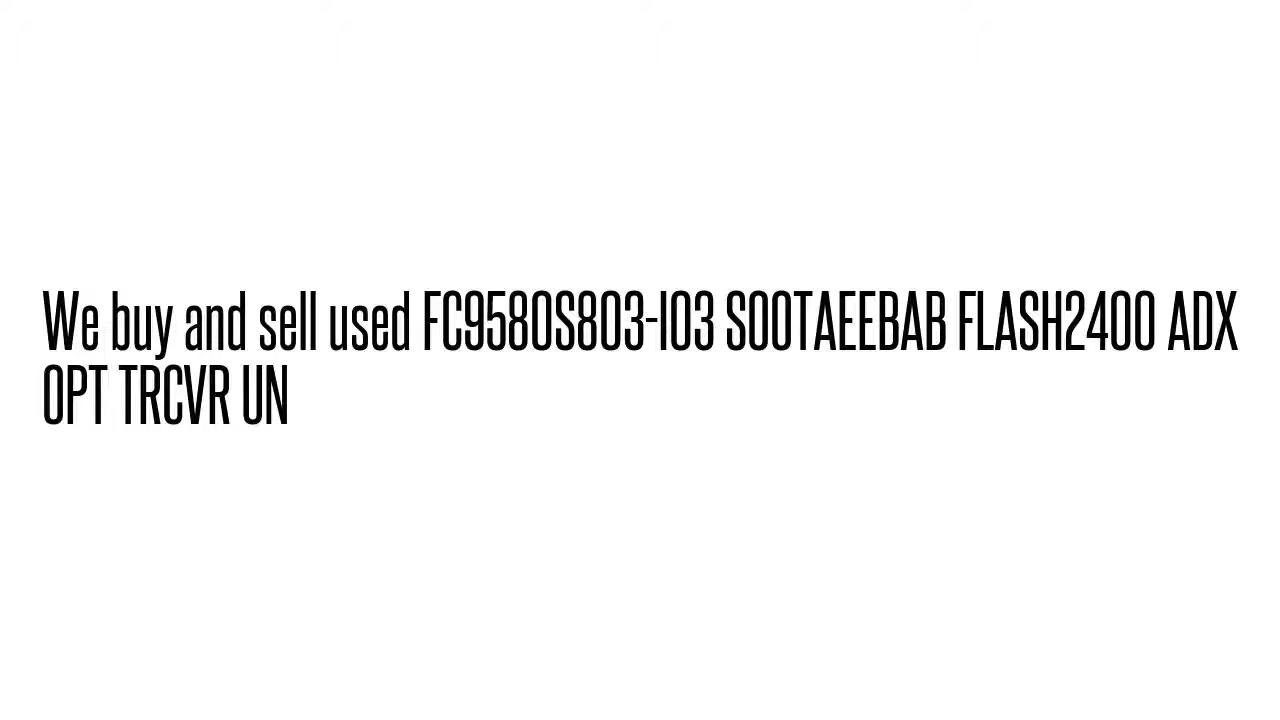 We buy and sell used FC9580S803-I03 S00TAEEBAB FLASH2400 ADX
OPT TRCVR UN